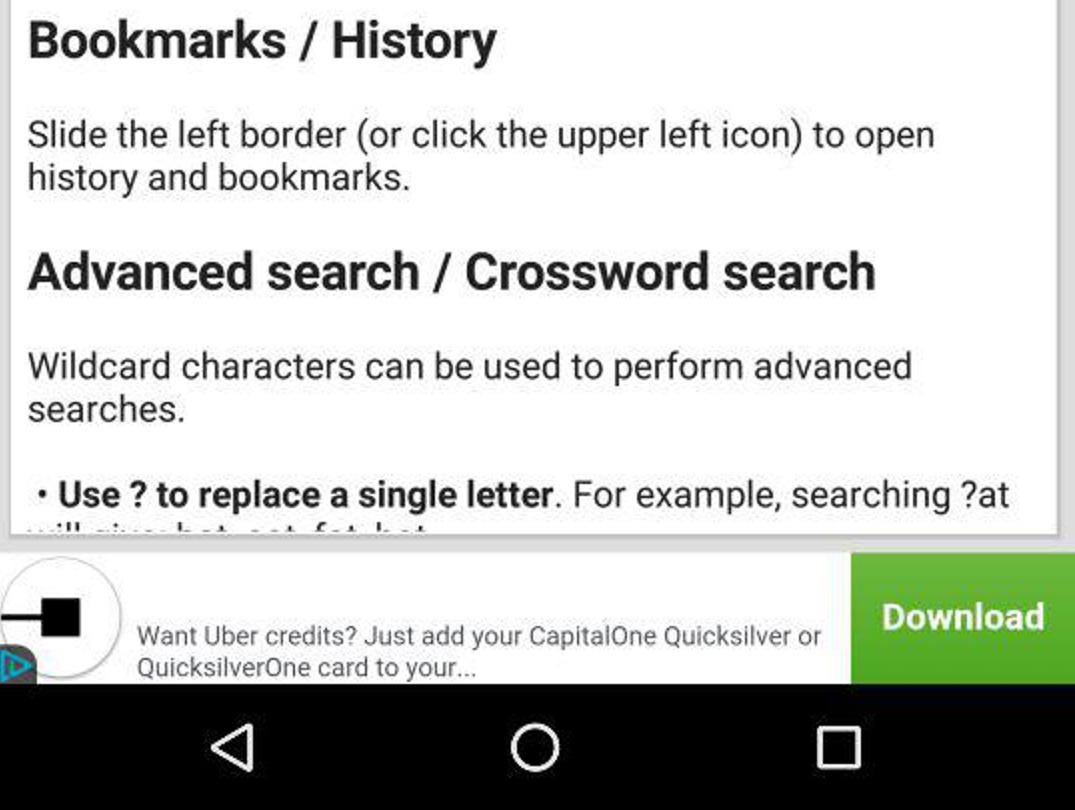 Bookmarks / History
Slide the left border (or click the upper left icon) to open
history and bookmarks.
Advanced search / Crossword search
Wildcard characters can be used to perform advanced
searches.
• Use ? to replace a single letter. For example, searching ?at
Want Uber credits? Just add your CapitalOne Quicksilver or
QuicksilverOne card to your...
Download